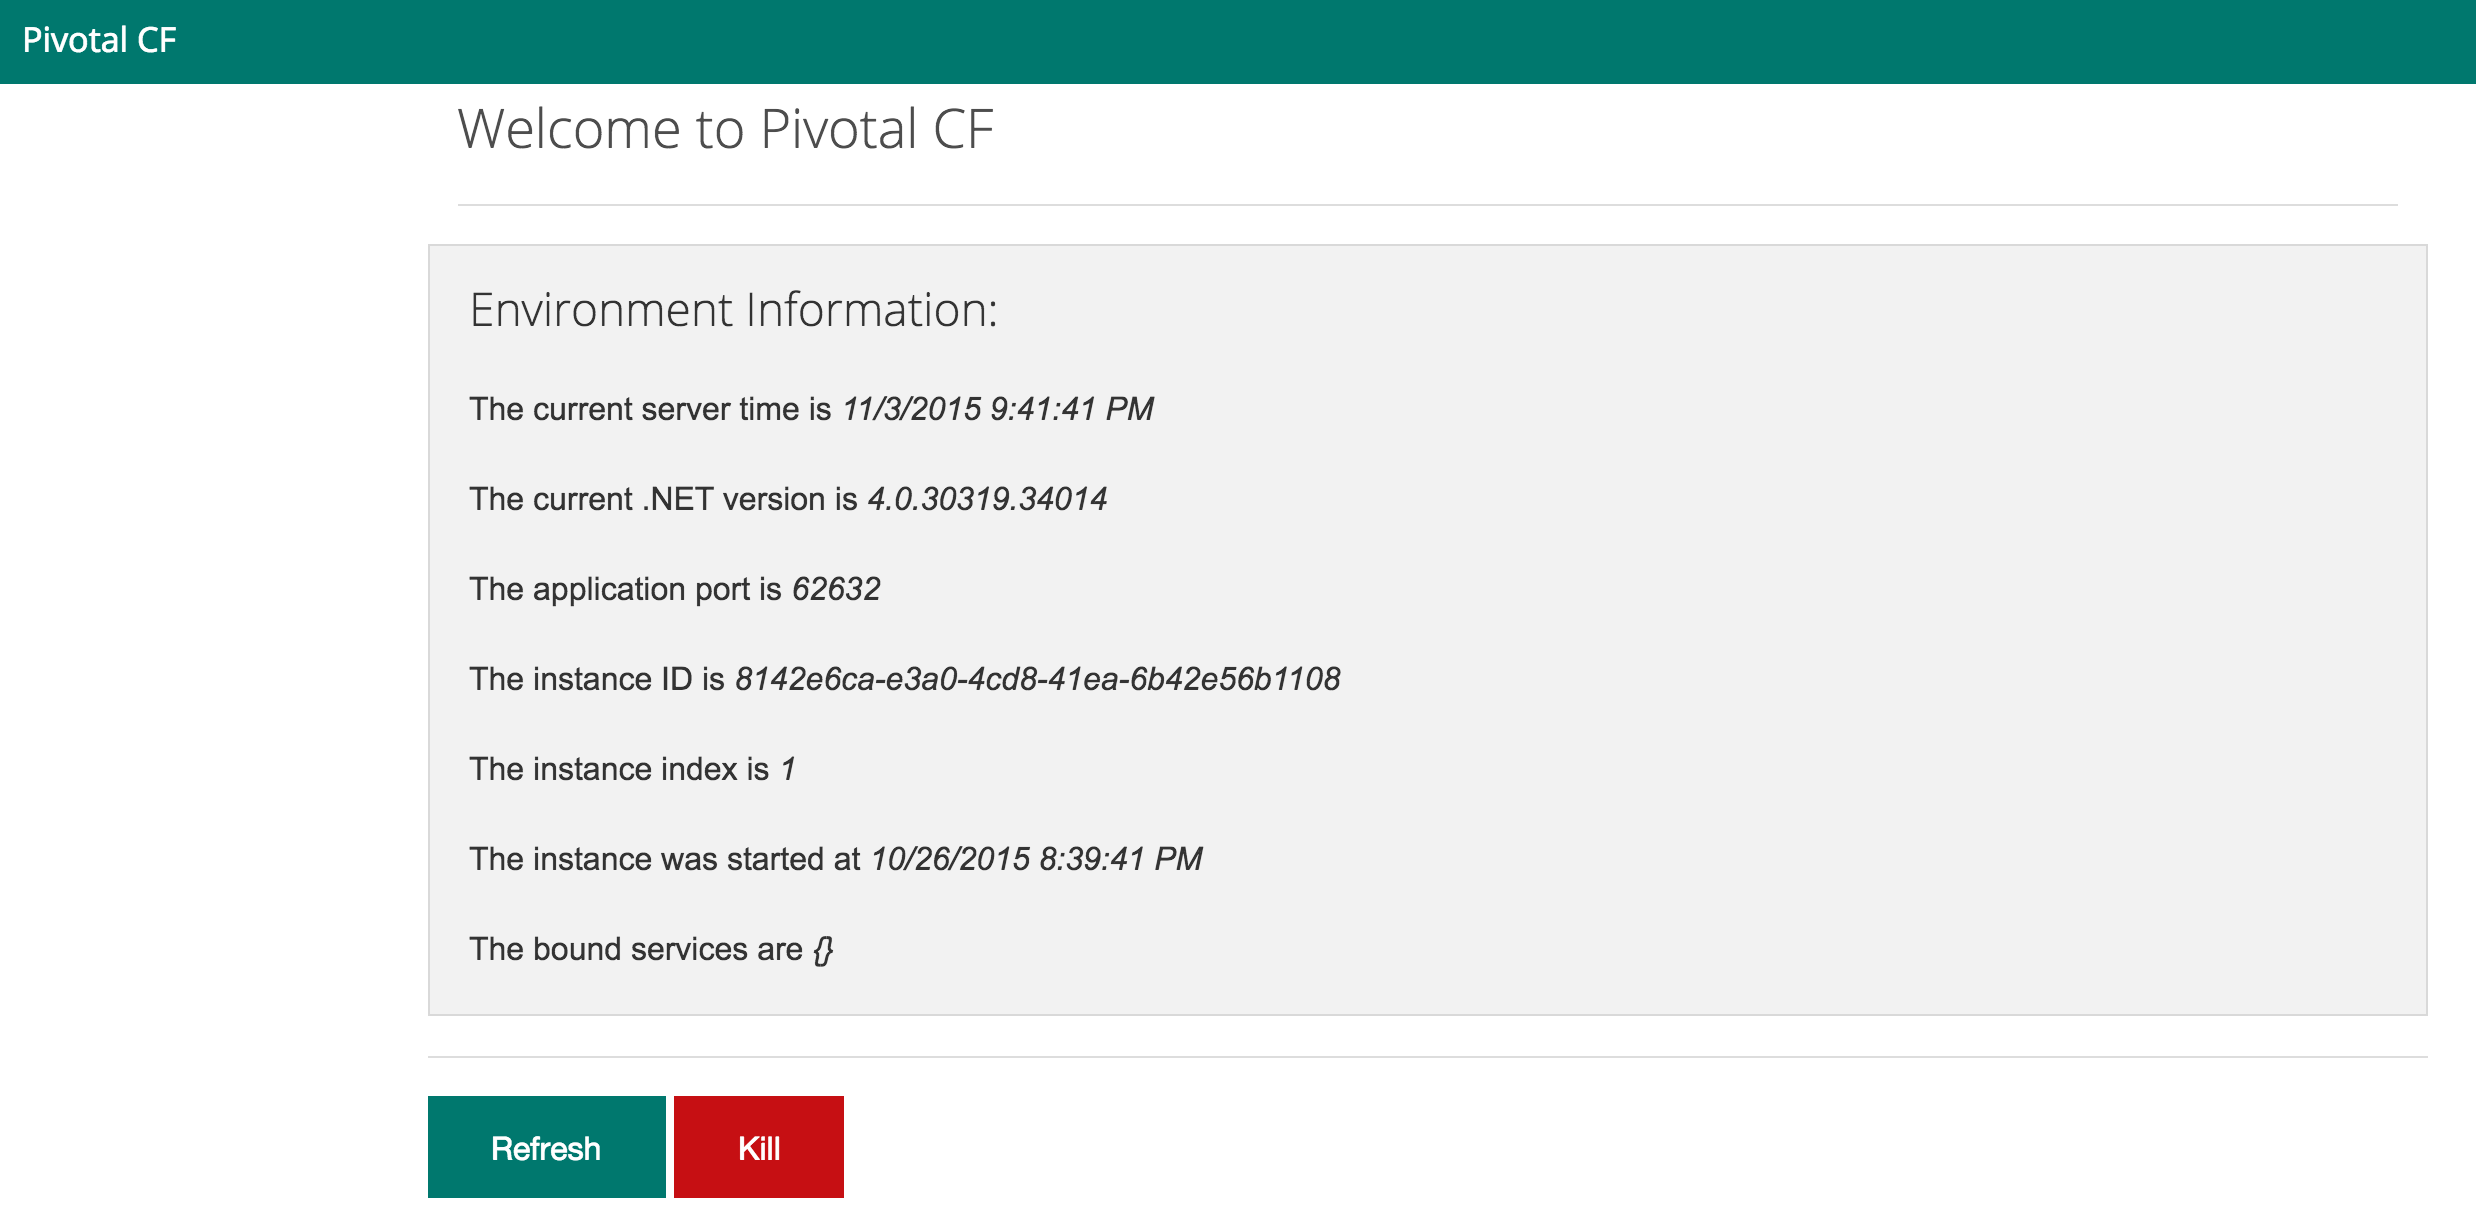 Pivotal CF
Welcome to Pivotal CF
Environment Information:
The current server time is 11/3/2015 9:41:41 PM
The current .NET version is 4.0.30319.34014
The application port is 62632
The instance ID is 8142e6ca-e3a0-4cd8-41ea-6b42e56b1108
The instance index is 1
The instance was started at 10/26/2015 8:39:41 PM
The bound services are {}
Refresh
Kill